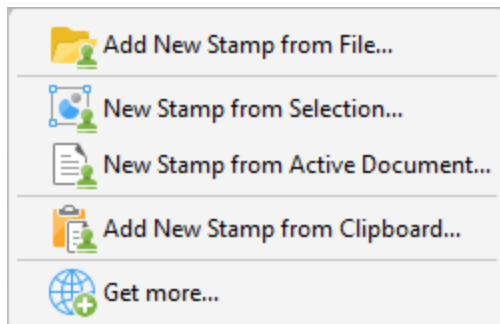 Add New Stamp from File...
New Stamp from Selection...
New Stamp from Active Document...
Add New Stamp from Clipboard...
Get more...